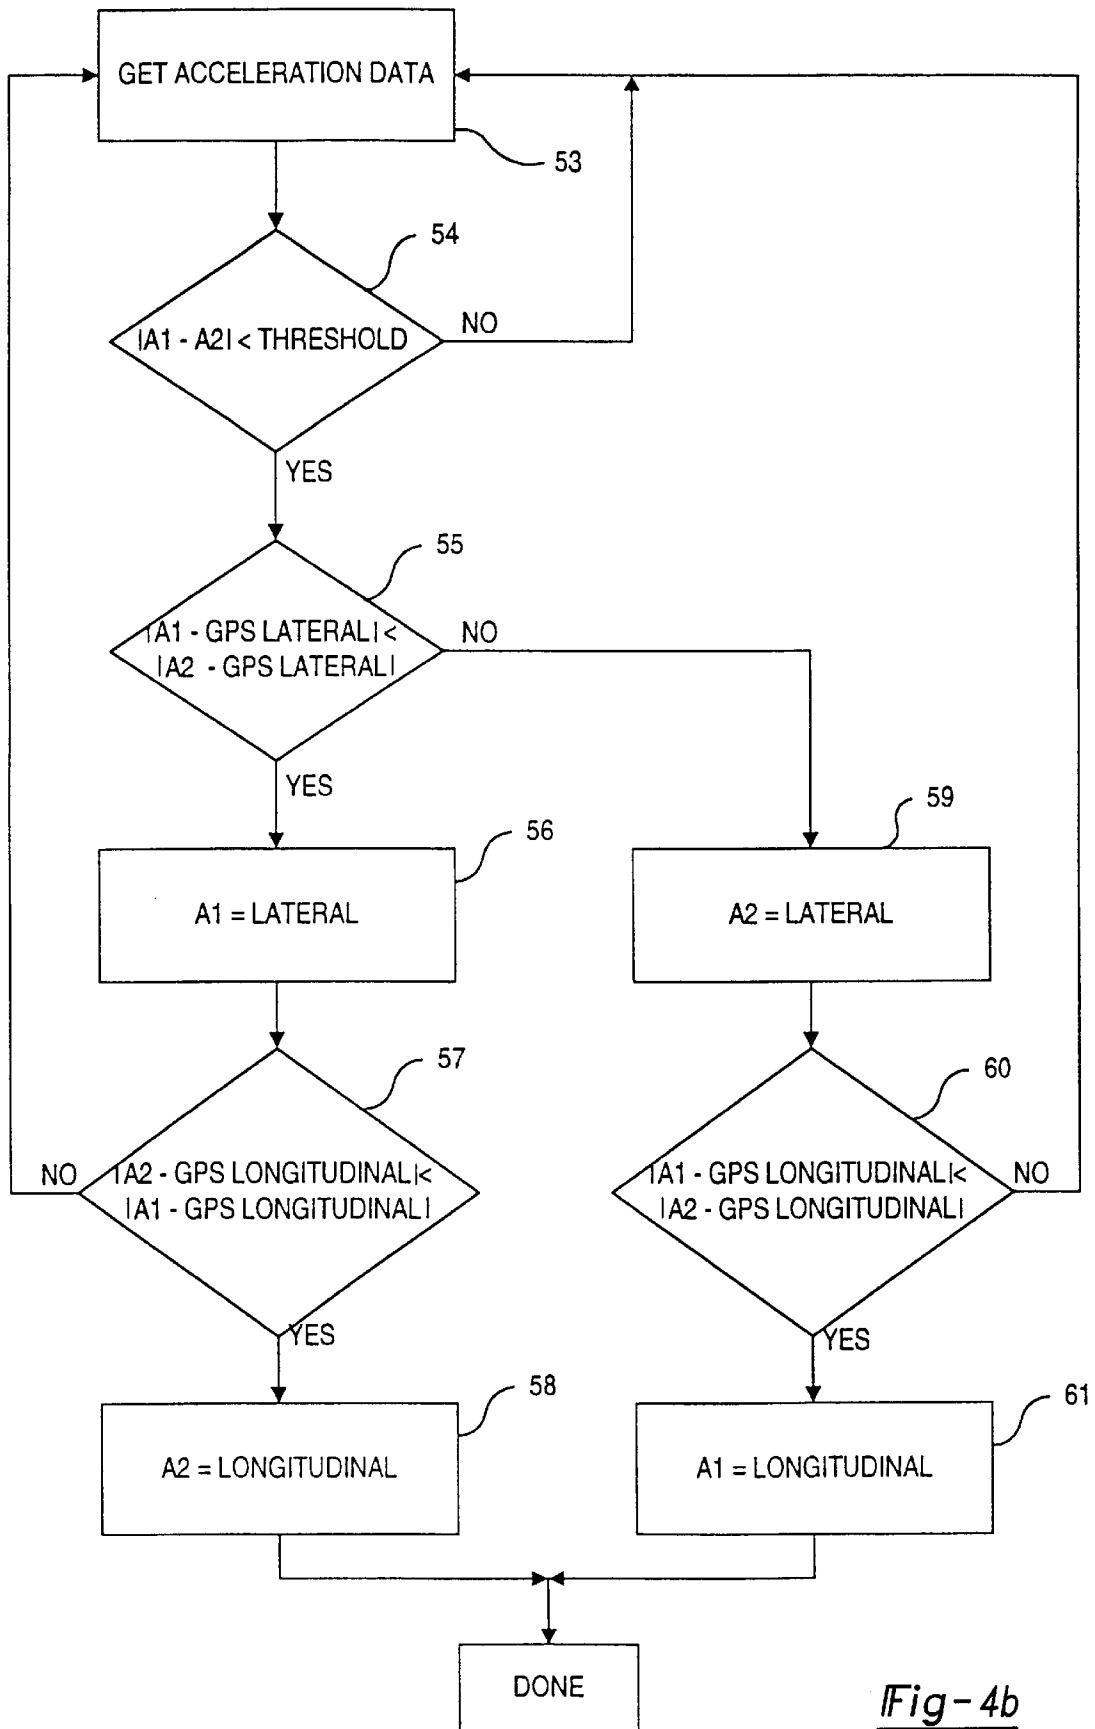 GET ACCELERATION DATA
53
54
|A1 - A2| < THRESHOLD
NO
YES
55
|A1 - GPS LATERAL| <
|A2 - GPS LATERAL|
NO
YES
56
A1 = LATERAL
59
A2 = LATERAL
57
NO
|A2 - GPS LONGITUDINAL|<
|A1 - GPS LONGITUDINAL|
YES
60
|A1 - GPS LONGITUDINAL|<
|A2 - GPS LONGITUDINAL|
NO
YES
58
A2 = LONGITUDINAL
61
A1 = LONGITUDINAL
DONE
Fig-4b